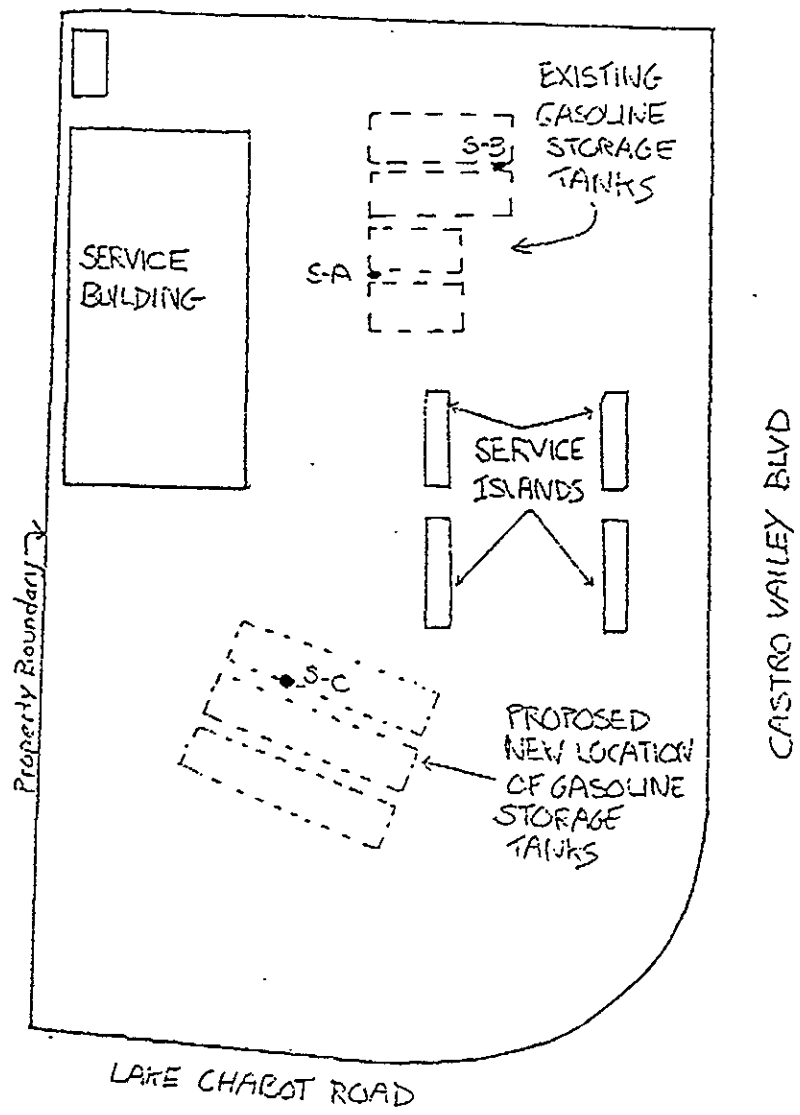 EXISTING
GASOLINE
STORAGE
TANKS
S-B
S-A
SERVICE
BUILDING
SERVICE
ISLANDS
CASTRO VALLEY BLVD
Property Boundary
S-C
PROPOSED
NEW LOCATION
OF GASOLINE
STORAGE
TANKS
LAKE CHABOT ROAD